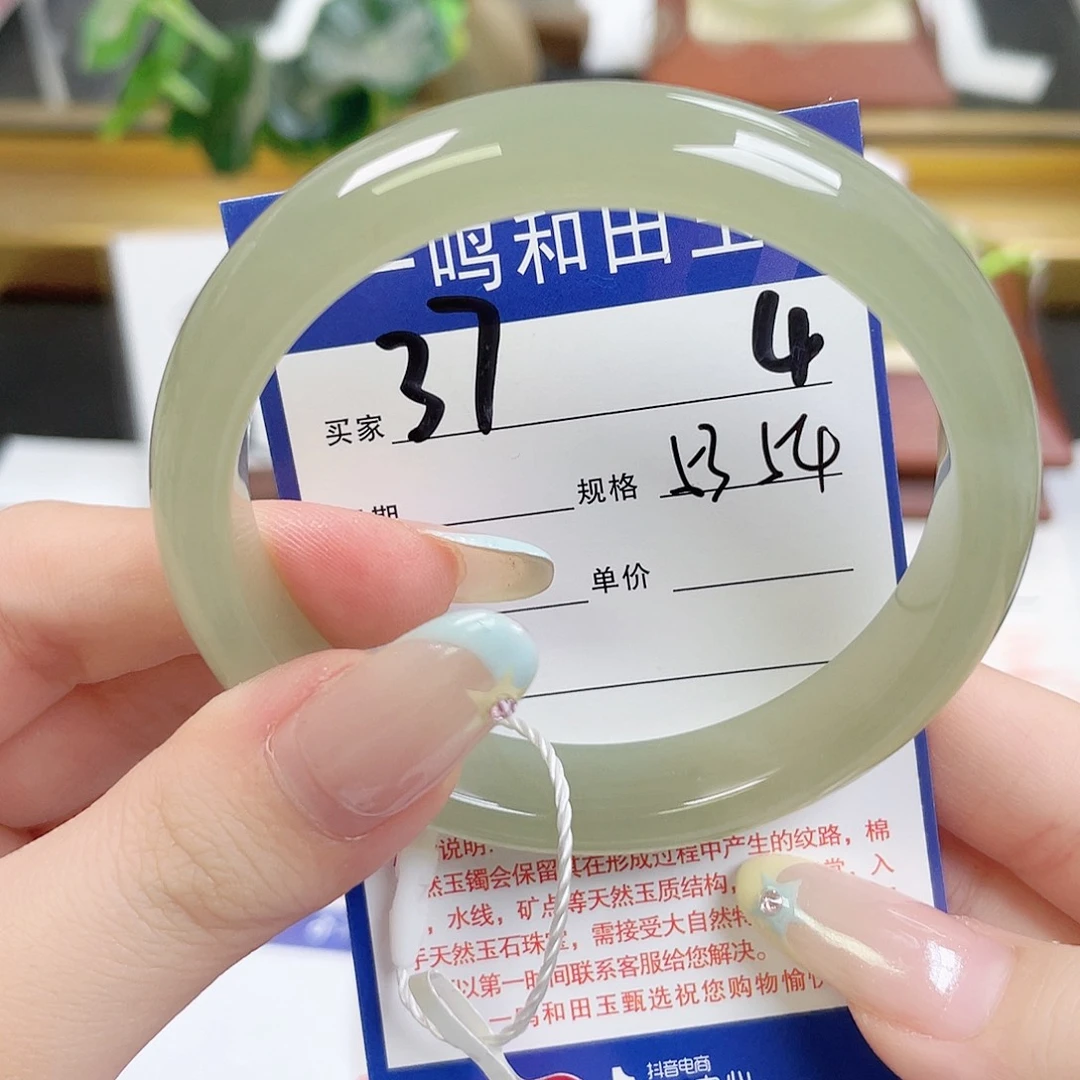 一鸣和田玉
37 4
买家
期 规格 53 54
单价
说明:
然玉镯会保留其在形成过程中产生的纹路,棉
,水线,矿点等天然玉质结构,
天然玉石珠宝,需接受大自然特
以第一时间联系客服给您解决。
一鸣和田玉甄选祝您购物愉快
抖音电商